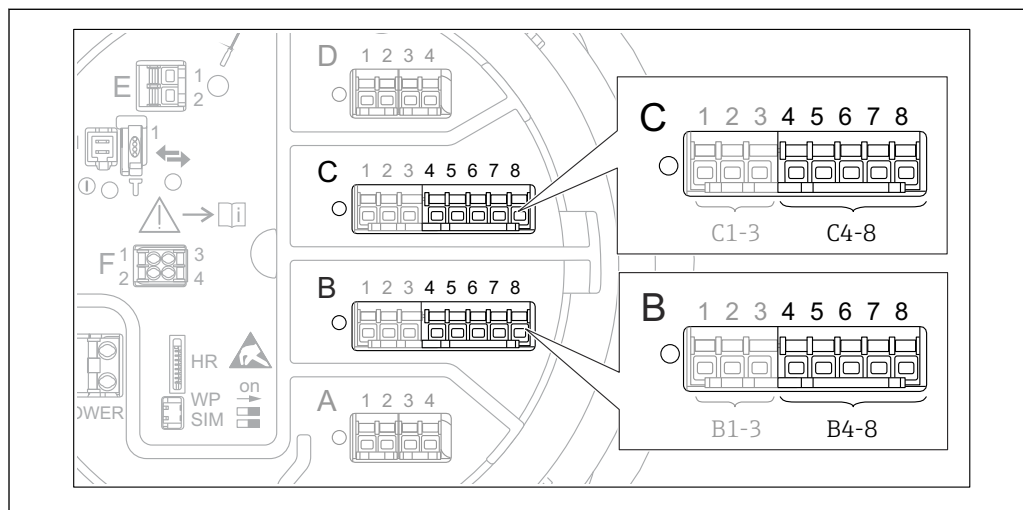 D 1 2 3 4
E 1
2
1
C 1 2 3 4 5 6 7 8
C 1 2 3 4 5 6 7 8
C1-3 C4-8
i
F 1 3
2 4
B 1 2 3 4 5 6 7 8
B 1 2 3 4 5 6 7 8
B1-3 B4-8
HR
WP on
SIM
OWER
A 1 2 3 4